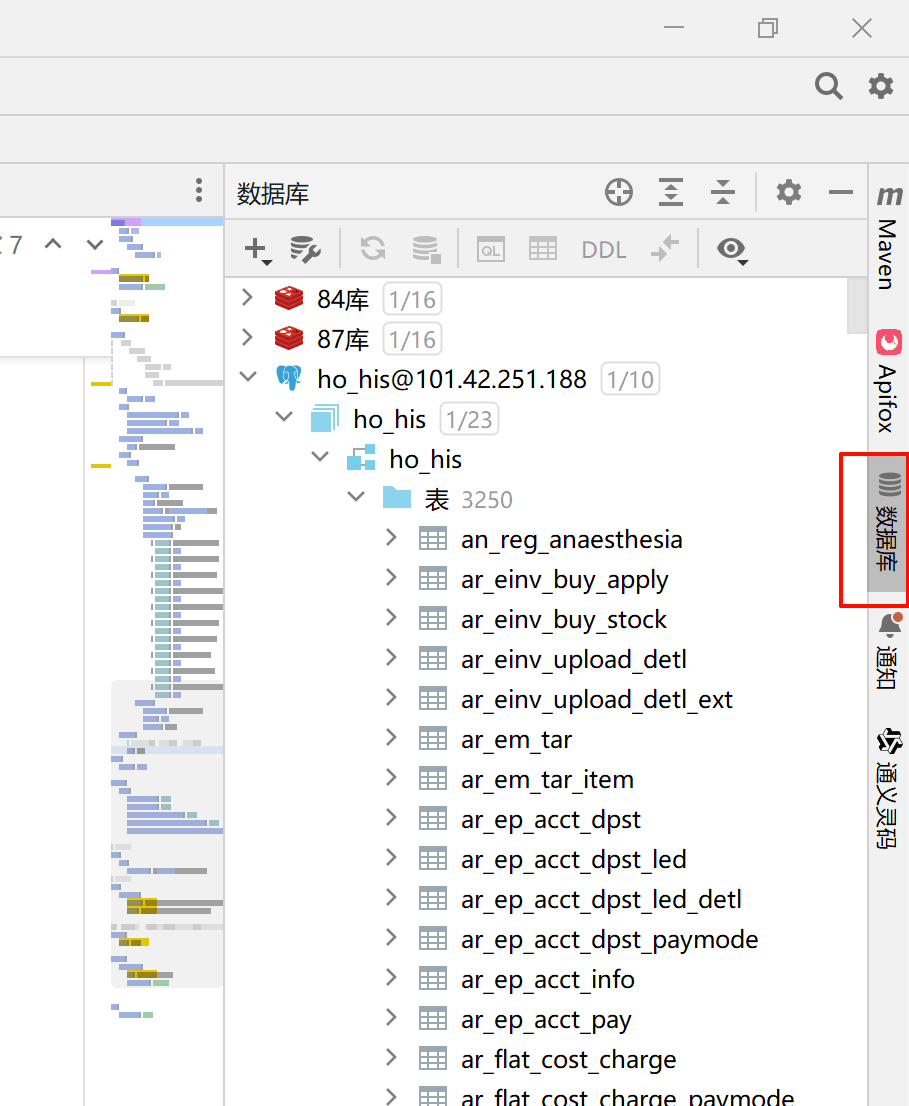 数据库
7
QL
DDL
84库 1/16
87库 1/16
ho_his@101.42.251.188 1/10
ho_his 1/23
ho_his
表 3250
an_reg_anaesthesia
ar_einv_buy_apply
ar_einv_buy_stock
ar_einv_upload_detl
ar_einv_upload_detl_ext
ar_em_tar
ar_em_tar_item
ar_ep_acct_dpst
ar_ep_acct_dpst_led
ar_ep_acct_dpst_led_detl
ar_ep_acct_dpst_paymode
ar_ep_acct_info
ar_ep_acct_pay
ar_flat_cost_charge
ar_flat_cost_charge_paymode
m
Maven
Apifox
数据库
通知
通义灵码